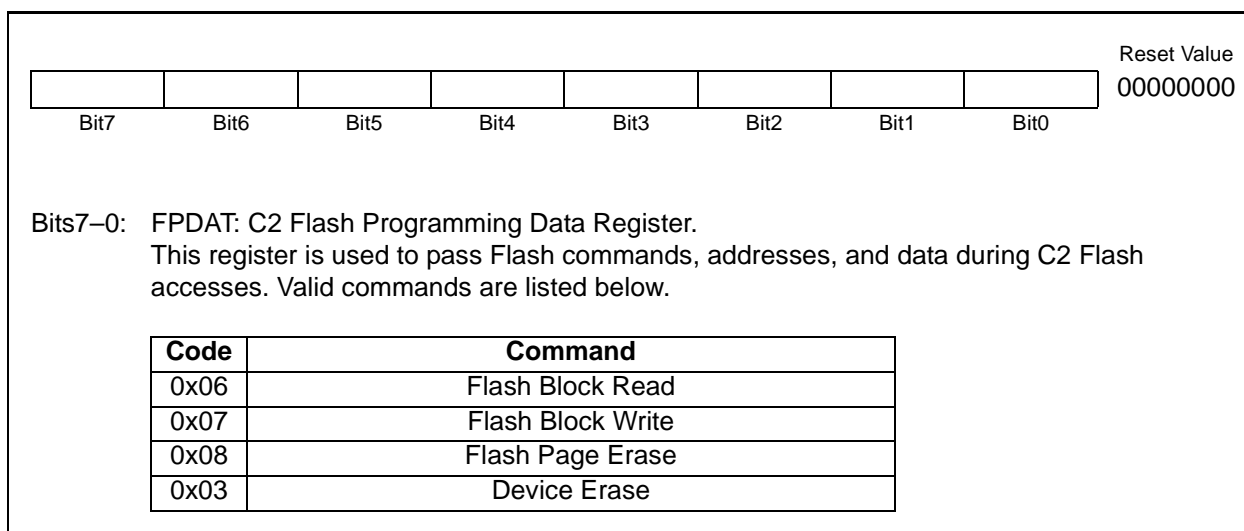 Reset Value
00000000
Bit7 Bit6 Bit5 Bit4 Bit3 Bit2 Bit1 Bit0
Bits7–0: FPDAT: C2 Flash Programming Data Register.
This register is used to pass Flash commands, addresses, and data during C2 Flash
accesses. Valid commands are listed below.
Code Command
0x06 Flash Block Read
0x07 Flash Block Write
0x08 Flash Page Erase
0x03 Device Erase